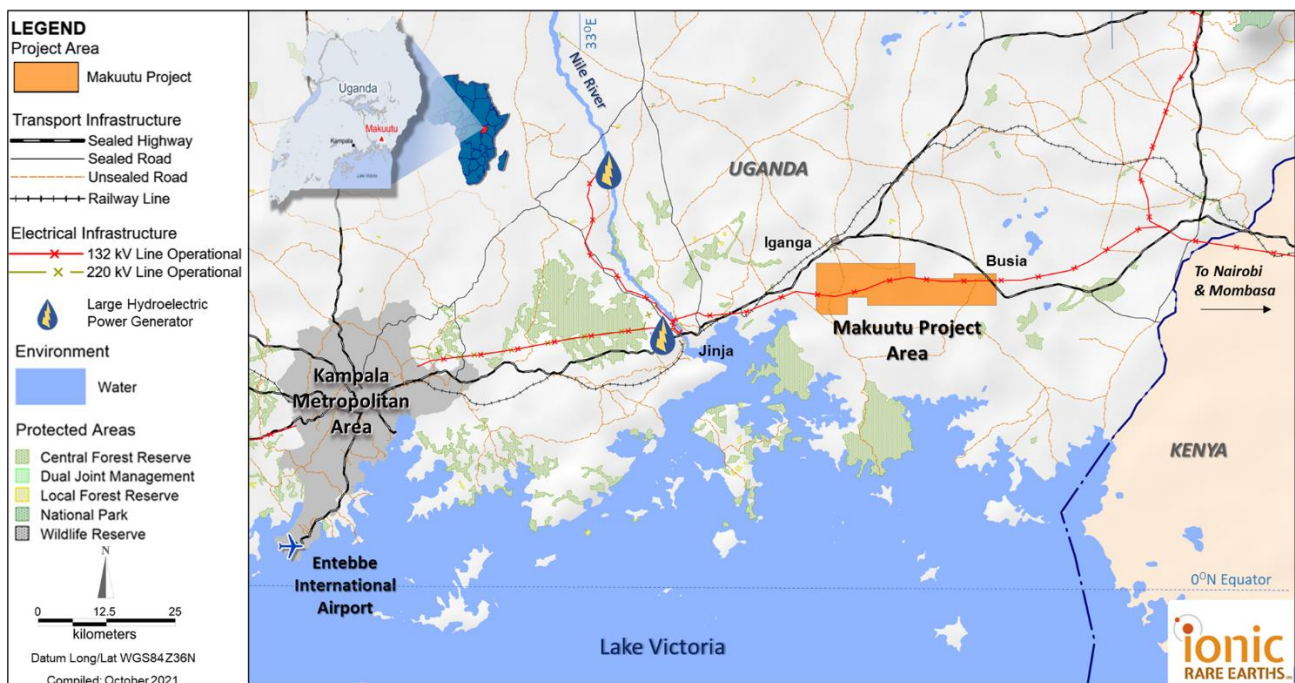 LEGEND
Project Area
Makuutu Project
Transport Infrastructure
Sealed Highway
Sealed Road
Unsealed Road
Railway Line
Electrical Infrastructure
132 kV Line Operational
220 kV Line Operational
Large Hydroelectric
Power Generator
Environment
Water
Protected Areas
Central Forest Reserve
Dual Joint Management
Local Forest Reserve
National Park
Wildlife Reserve
N
0 12.5 25
kilometers
Datum Long/Lat WGS84Z36N
Compiled: October 2021
Uganda
Makuutu
Kampala
Lake Victoria
33°E
Nile River
UGANDA
Iganga
Busia
To Nairobi
& Mombasa
Makuutu Project
Area
Jinja
Kampala
Metropolitan
Area
KENYA
Entebbe
International
Airport
0°N Equator
Lake Victoria
ionic
RARE EARTHS